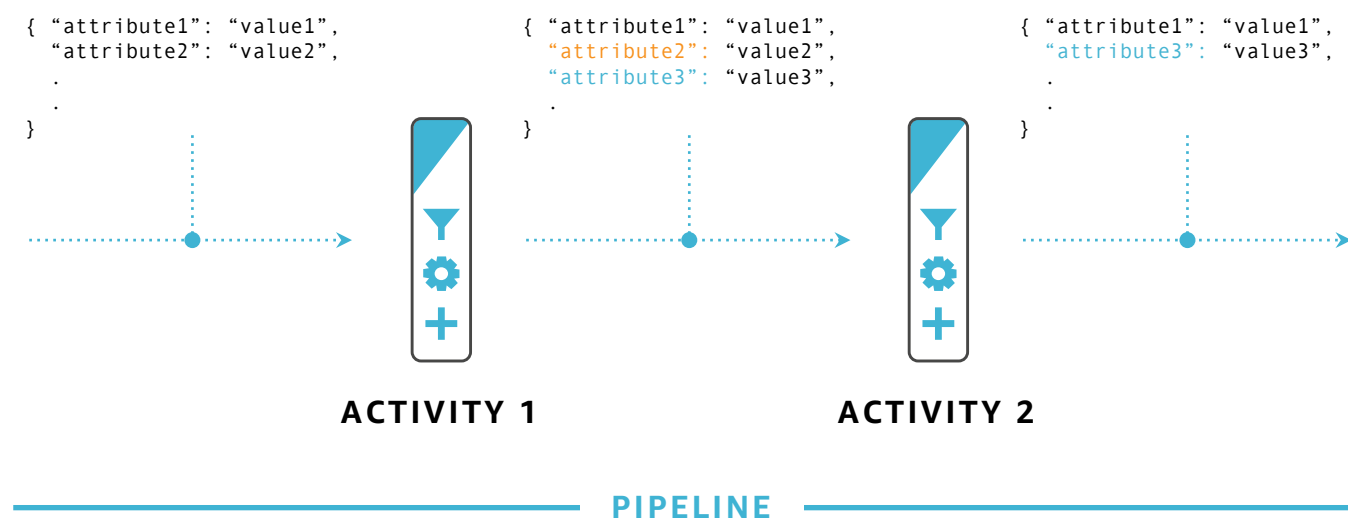 { “attribute1”: “value1”,
“attribute2”: “value2”,
.
.
}
{ “attribute1”: “value1”,
“attribute2”: “value2”,
“attribute3”: “value3”,
.
}
{ “attribute1”: “value1”,
“attribute3”: “value3”,
.
.
}
ACTIVITY 1
ACTIVITY 2
PIPELINE